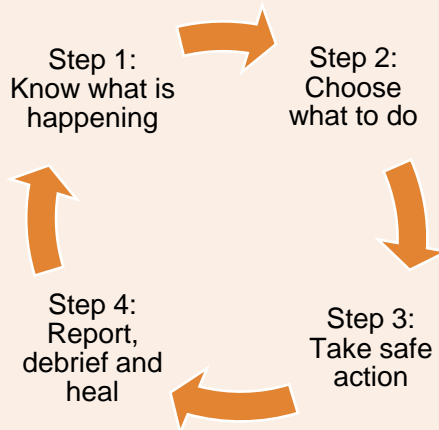 Step 1:
Know what is
happening
Step 2:
Choose
what to do
Step 3:
Take safe
action
Step 4:
Report,
debrief and
heal